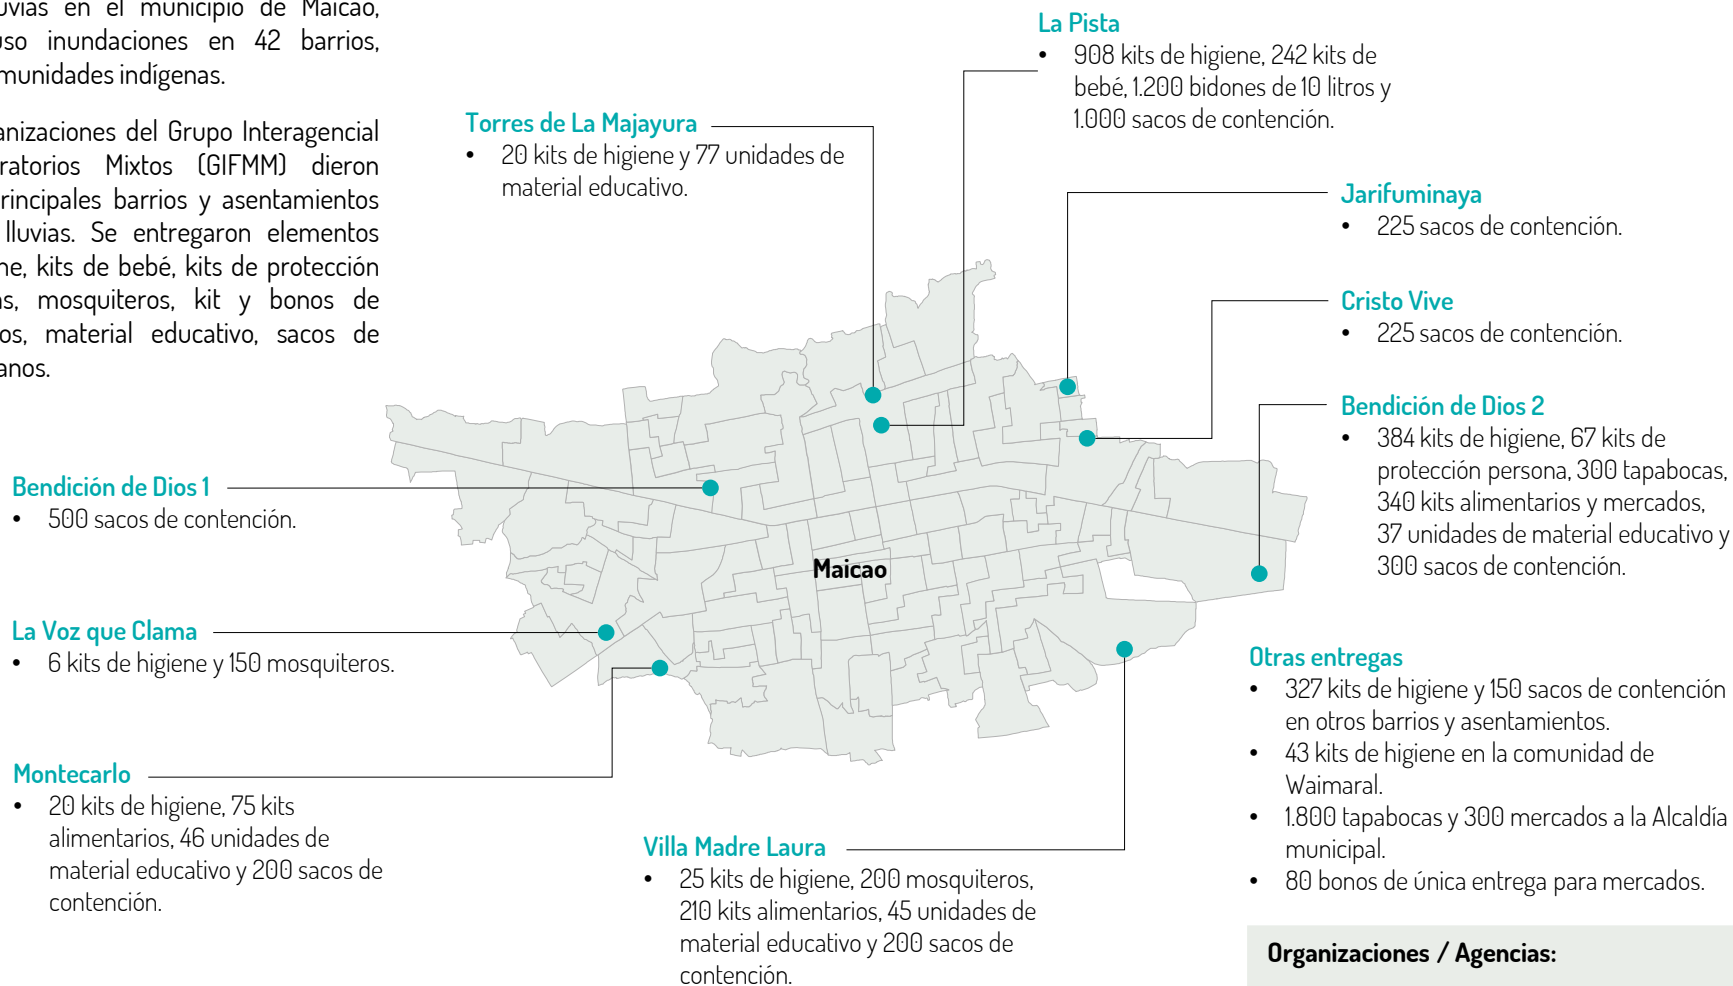 lluvias en el municipio de Maicao,
inundaciones en 42 barrios,
indígenas.
del Grupo Interagencial
Mixtos (GIFMM) dieron
principales barrios y asentamientos
lluvias. Se entregaron elementos
kits de bebé, kits de protección
mosquiteros, kit y bonos de
material educativo, sacos de
La Pista
• 908 kits de higiene, 242 kits de
bebé, 1.200 bidones de 10 litros y
1.000 sacos de contención.
Torres de La Majayura
• 20 kits de higiene y 77 unidades de
material educativo.
Jarifuminaya
• 225 sacos de contención.
Cristo Vive
• 225 sacos de contención.
Bendición de Dios 2
• 384 kits de higiene, 67 kits de
protección persona, 300 tapabocas,
340 kits alimentarios y mercados,
37 unidades de material educativo y
300 sacos de contención.
Bendición de Dios 1
• 500 sacos de contención.
Maicao
La Voz que Clama
• 6 kits de higiene y 150 mosquiteros.
Montecarlo
• 20 kits de higiene, 75 kits
alimentarios, 46 unidades de
material educativo y 200 sacos de
contención.
Villa Madre Laura
• 25 kits de higiene, 200 mosquiteros,
210 kits alimentarios, 45 unidades de
material educativo y 200 sacos de
contención.
Otras entregas
• 327 kits de higiene y 150 sacos de contención
en otros barrios y asentamientos.
• 43 kits de higiene en la comunidad de
Waimaral.
• 1.800 tapabocas y 300 mercados a la Alcaldía
municipal.
• 80 bonos de única entrega para mercados.
Organizaciones / Agencias: